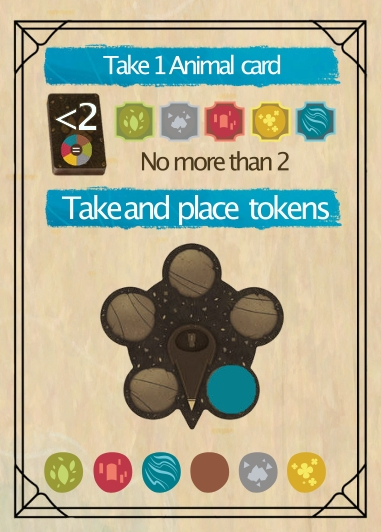 Take 1 Animal card
<2
=
No more than 2
Take and place tokens